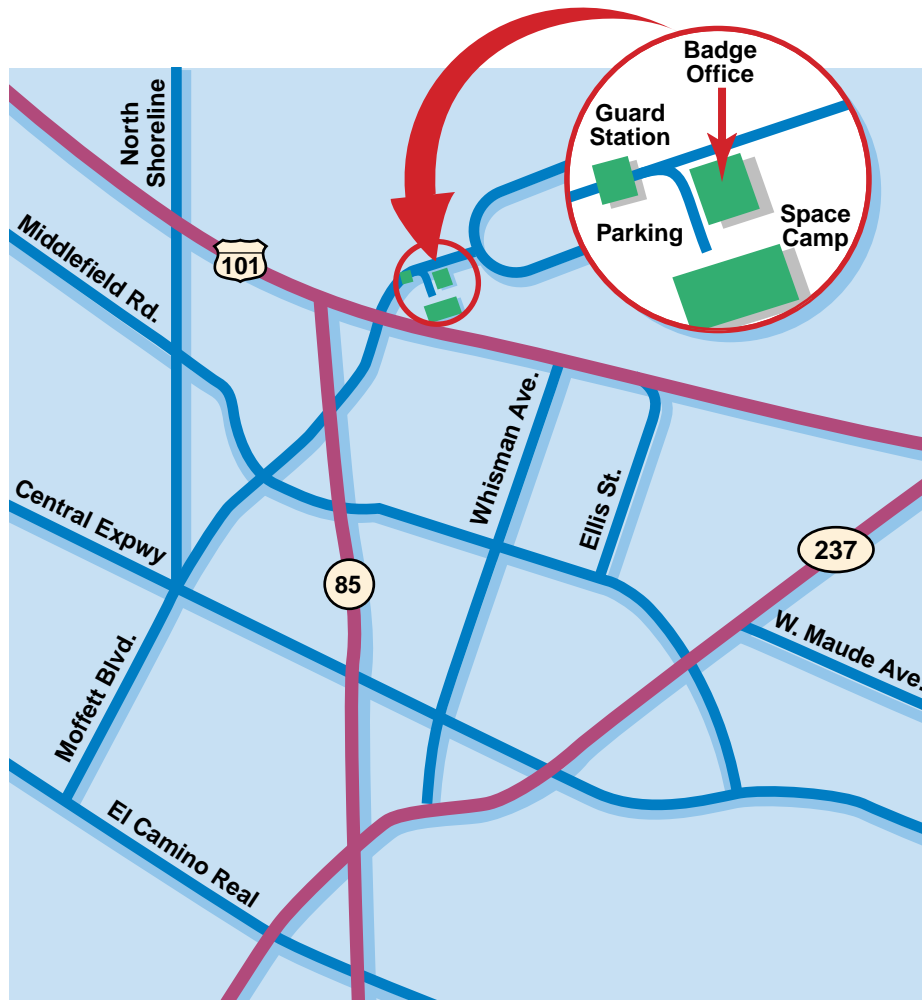 Badge
Office
Guard
Station
Parking
Space
Camp
North
Shoreline
101
Middlefield Rd.
Whisman Ave.
Ellis St.
Central Expwy
237
85
W. Maude Ave.
Moffett Blvd.
El Camino Real